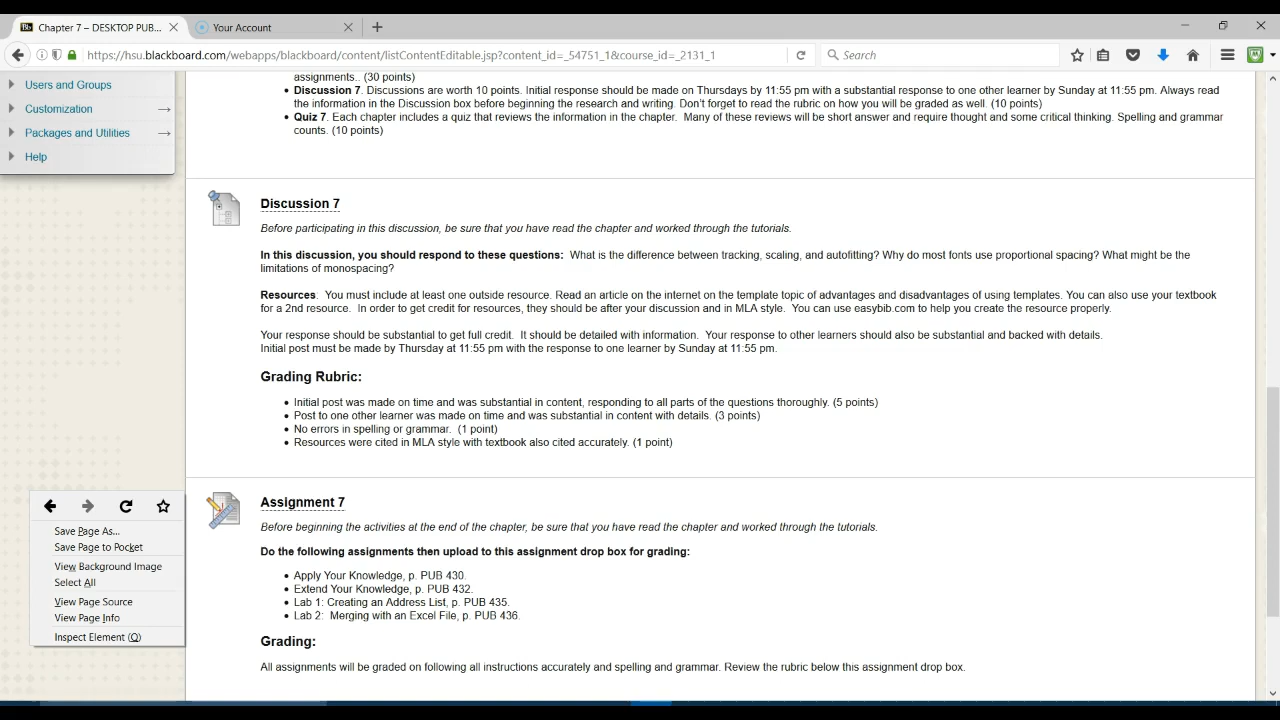 Chapter 7 – DESKTOP PUB...
Your Account
https://hsu.blackboard.com/webapps/blackboard/content/listContentEditable.jsp?content_id=_54751_1&course_id=_2131_1
Search
Users and Groups
Customization
Packages and Utilities
Help
assignments.. (30 points)
Discussion 7. Discussions are worth 10 points. Initial response should be made on Thursdays by 11:55 pm with a substantial response to one other learner by Sunday at 11:55 pm. Always read
the information in the Discussion box before beginning the research and writing. Don't forget to read the rubric on how you will be graded as well. (10 points)
Quiz 7. Each chapter includes a quiz that reviews the information in the chapter. Many of these reviews will be short answer and require thought and some critical thinking. Spelling and grammar
counts. (10 points)
Discussion 7
Before participating in this discussion, be sure that you have read the chapter and worked through the tutorials.
In this discussion, you should respond to these questions: What is the difference between tracking, scaling, and autofitting? Why do most fonts use proportional spacing? What might be the
limitations of monospacing?
Resources. You must include at least one outside resource. Read an article on the internet on the template topic of advantages and disadvantages of using templates. You can also use your textbook
for a 2nd resource. In order to get credit for resources, they should be after your discussion and in MLA style. You can use easybib.com to help you create the resource properly.
Your response should be substantial to get full credit. It should be detailed with information. Your response to other learners should also be substantial and backed with details.
Initial post must be made by Thursday at 11:55 pm with the response to one learner by Sunday at 11:55 pm.
Grading Rubric:
Initial post was made on time and was substantial in content, responding to all parts of the questions thoroughly. (5 points)
Post to one other learner was made on time and was substantial in content with details. (3 points)
No errors in spelling or grammar. (1 point)
Resources were cited in MLA style with textbook also cited accurately. (1 point)
Assignment 7
Before beginning the activities at the end of the chapter, be sure that you have read the chapter and worked through the tutorials.
Do the following assignments then upload to this assignment drop box for grading:
Apply Your Knowledge, p. PUB 430.
Extend Your Knowledge, p. PUB 432.
Lab 1: Creating an Address List, p. PUB 435.
Lab 2: Merging with an Excel File, p. PUB 436.
Grading:
All assignments will be graded on following all instructions accurately and spelling and grammar. Review the rubric below this assignment drop box.
Save Page As...
Save Page to Pocket
View Background Image
Select All
View Page Source
View Page Info
Inspect Element (Q)